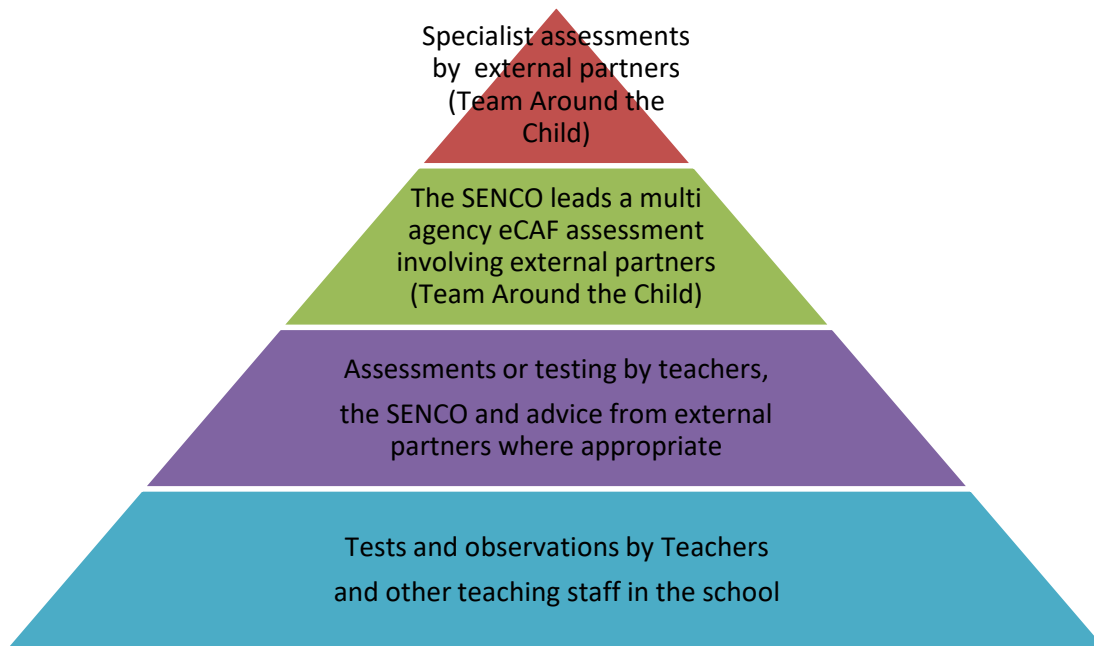 Specialist assessments
by external partners
(Team Around the
Child)
The SENCO leads a multi
agency eCAF assessment
involving external partners
(Team Around the Child)
Assessments or testing by teachers,
the SENCO and advice from external
partners where appropriate
Tests and observations by Teachers
and other teaching staff in the school